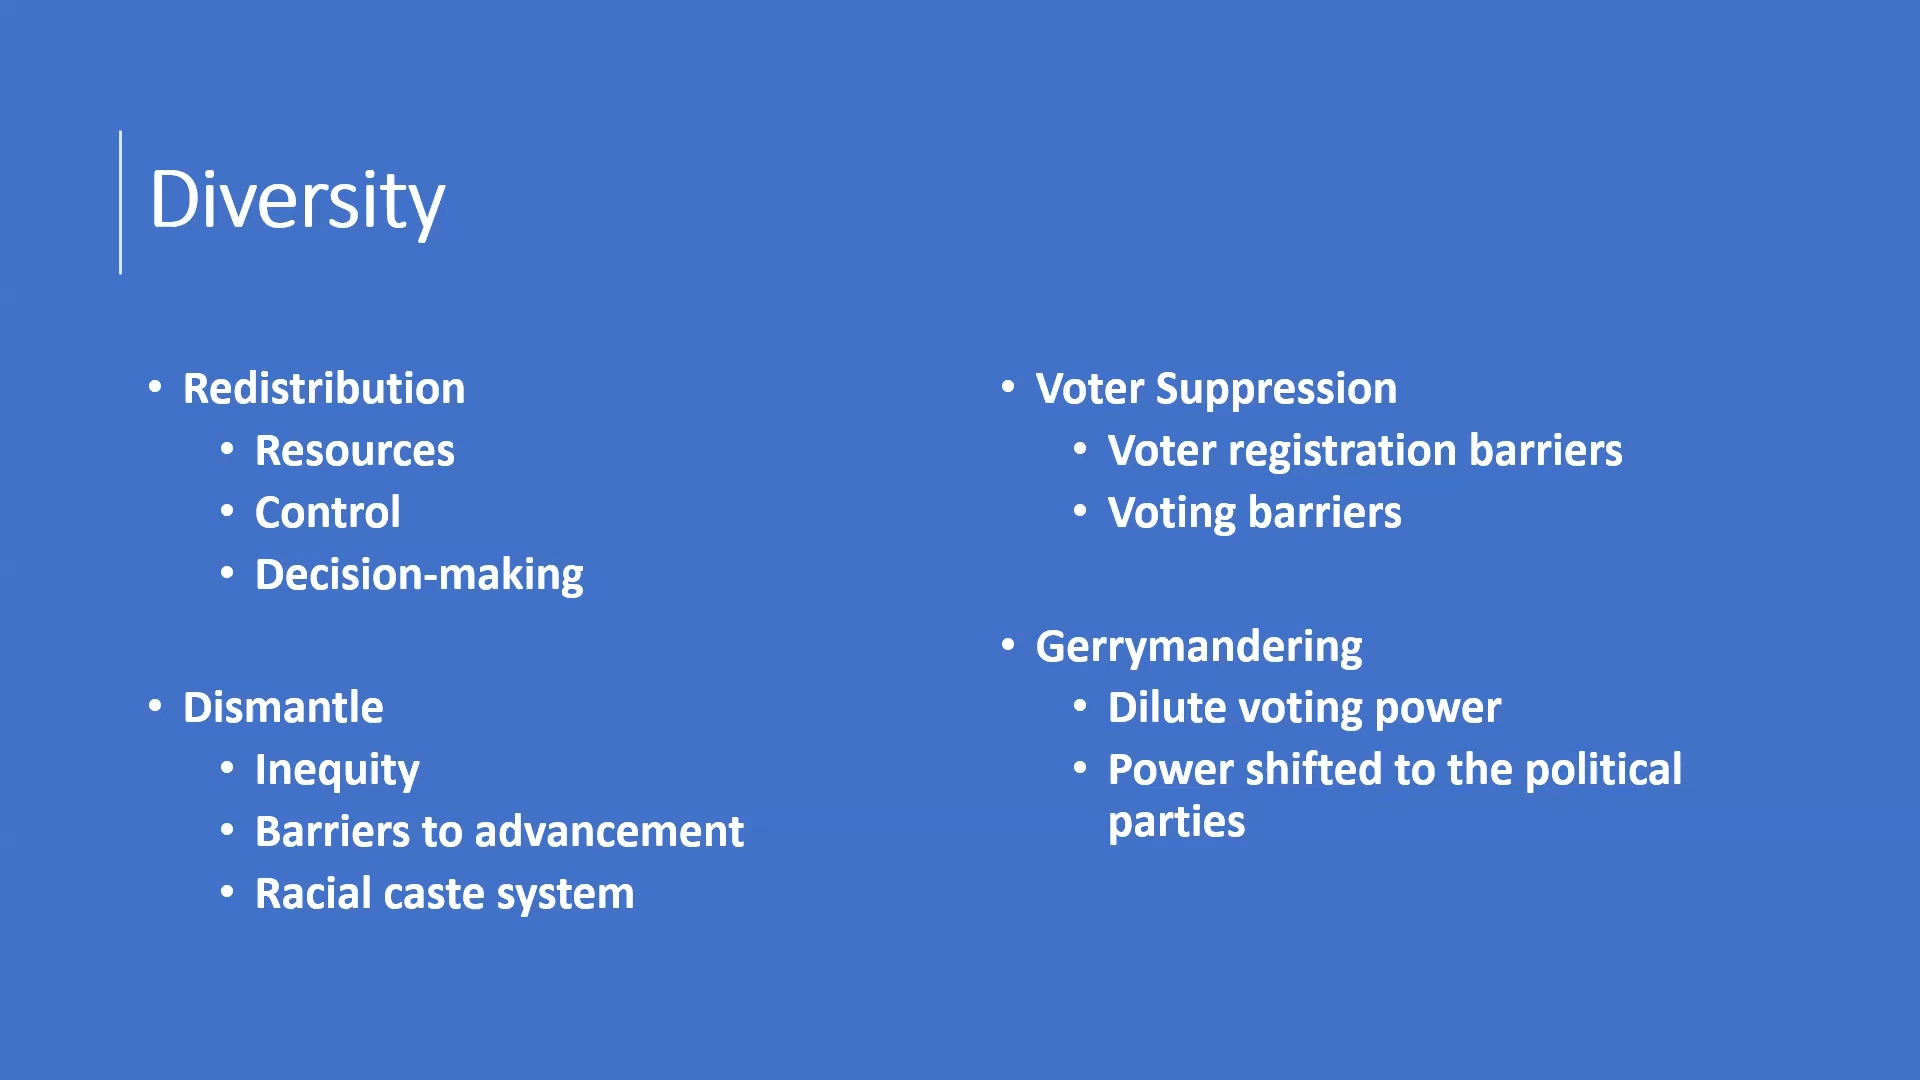 Diversity
• Redistribution
• Resources
• Control
• Decision-making
• Dismantle
• Inequity
• Barriers to advancement
• Racial caste system
• Voter Suppression
• Voter registration barriers
• Voting barriers
• Gerrymandering
• Dilute voting power
• Power shifted to the political
parties